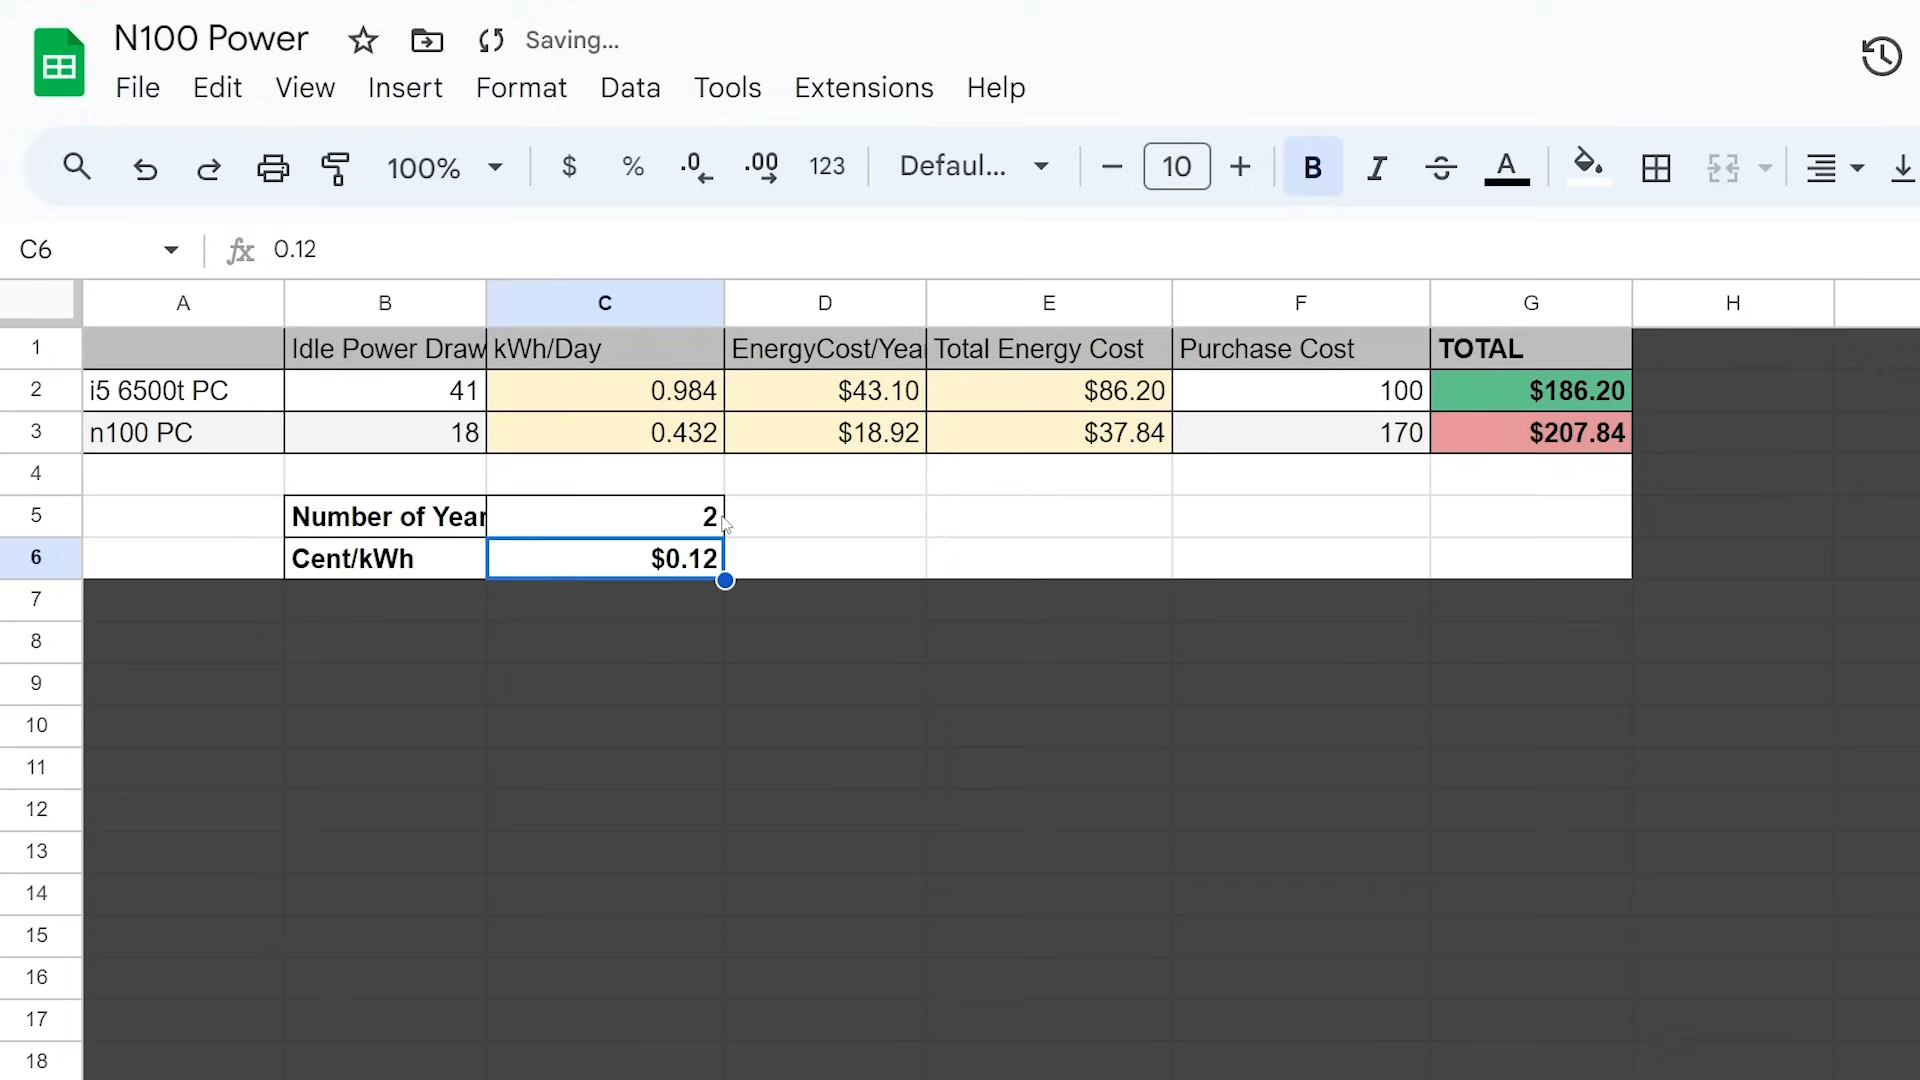 N100 Power Saving...
File Edit View Insert Format Data Tools Extensions Help
100% $ % .0 .00 123 Defaul... 10 B I S A
C6 fx 0.12
A B C D E F G H
1 Idle Power Draw kWh/Day EnergyCost/Year Total Energy Cost Purchase Cost TOTAL
2 i5 6500t PC 41 0.984 $43.10 $86.20 100 $186.20
3 n100 PC 18 0.432 $18.92 $37.84 170 $207.84
4
5 Number of Year 2
6 Cent/kWh $0.12
7
8
9
10
11
12
13
14
15
16
17
18